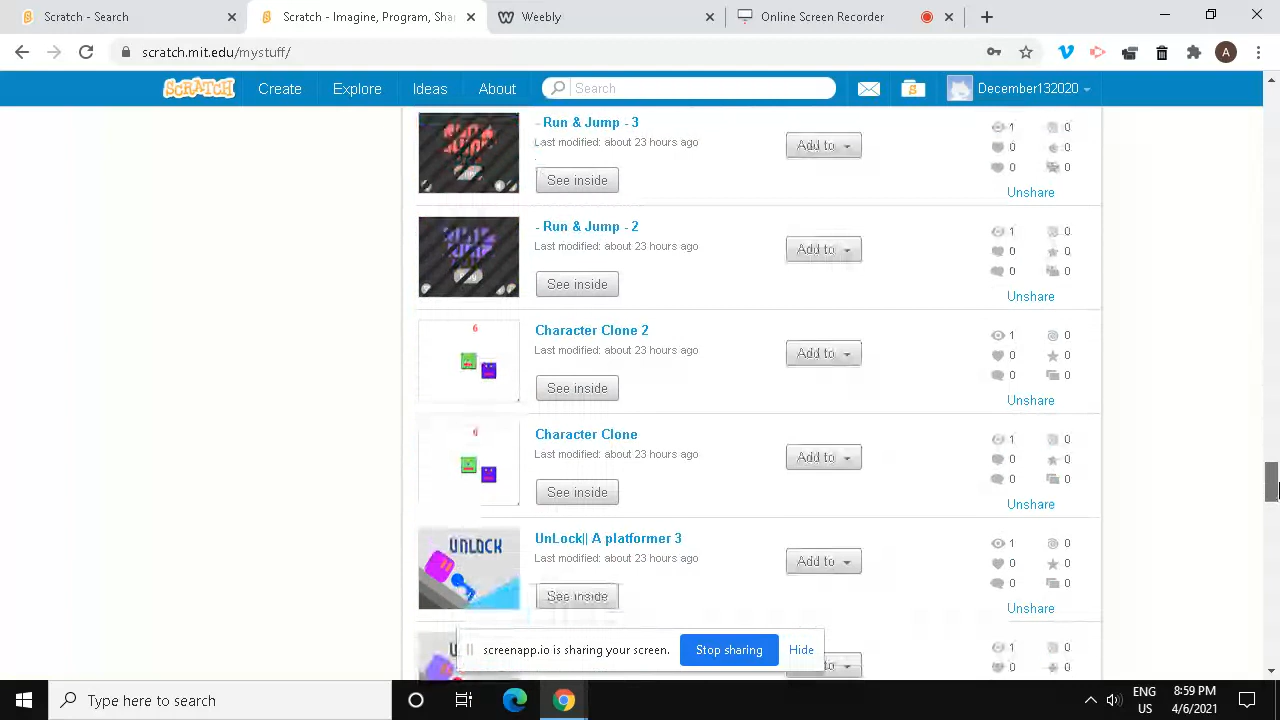 Scratch - Search
Scratch - Imagine, Program, Sha
Weebly
Online Screen Recorder
scratch.mit.edu/mystuff/
A
SCRATCH
Create
Explore
Ideas
About
Search
December132020
- Run & Jump - 3
Last modified: about 23 hours ago
See inside
Add to
1 0
0 0
0 0
Unshare
- Run & Jump - 2
Last modified: about 23 hours ago
See inside
Add to
1 0
0 0
0 0
Unshare
6
Character Clone 2
Last modified: about 23 hours ago
See inside
Add to
1 0
0 0
0 0
Unshare
Character Clone
Last modified: about 23 hours ago
See inside
Add to
1 0
0 0
0 0
Unshare
UNLOCK
UnLock|| A platformer 3
Last modified: about 23 hours ago
See inside
Add to
1 0
0 0
0 0
Unshare
to
1 0
0 0
screenapp.io is sharing your screen.
Stop sharing
Hide
Type here to search
ENG
US
8:59 PM
4/6/2021